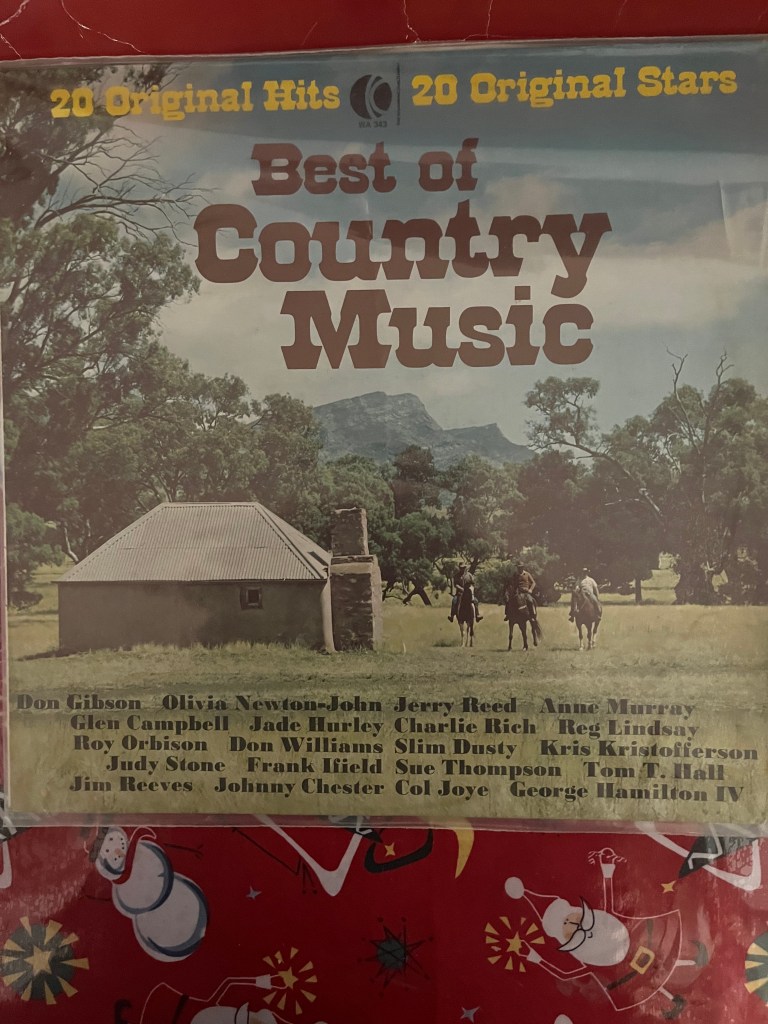 20 Original Hits K 20 Original Stars
WA 343
Best of
Country
Music
Don Gibson Olivia Newton-John Jerry Reed Anne Murray
Glen Campbell Jade Hurley Charlie Rich Reg Lindsay
Roy Orbison Don Williams Slim Dusty Kris Kristofferson
Judy Stone Frank Ifield Sue Thompson Tom T. Hall
Jim Reeves Johnny Chester Col Joye George Hamilton IV